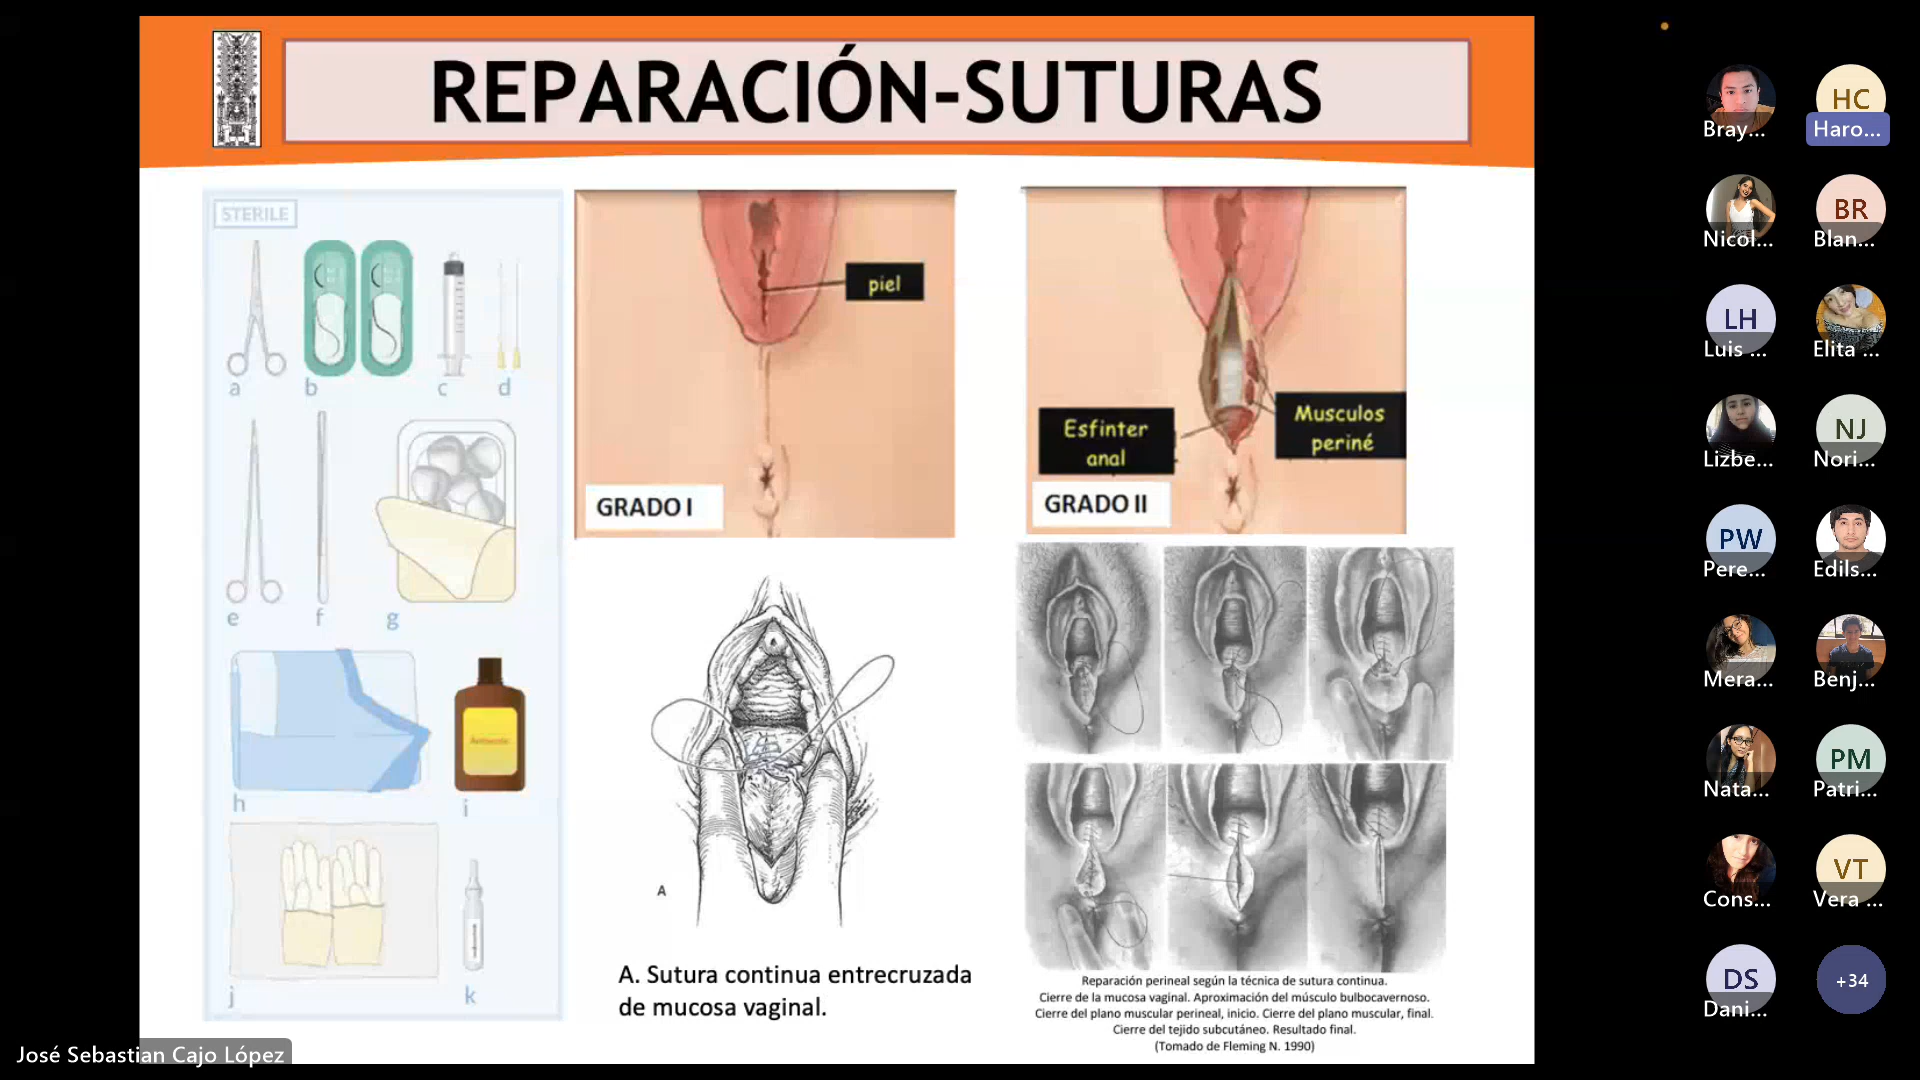 REPARACIÓN-SUTURAS
STERILE
a
b
c
d
e
f
g
h
i
j
k
piel
GRADO I
Esfinter
anal
Musculos
periné
GRADO II
A
A. Sutura continua entrecruzada
de mucosa vaginal.
Reparación perineal según la técnica de sutura continua.
Cierre de la mucosa vaginal. Aproximación del músculo bulbocavernoso.
Cierre del plano muscular perineal, inicio. Cierre del plano muscular, final.
Cierre del tejido subcutáneo. Resultado final.
(Tomado de Fleming N. 1990)
José Sebastian Cajo López
Bray...
HC
Haro...
Nicol...
BR
Blan...
LH
Luis ...
Elita ...
Lizbe...
NJ
Nori...
PW
Pere...
Edils...
Mera...
Benj...
Nata...
PM
Patri...
Cons...
VT
Vera ...
DS
Dani...
+34